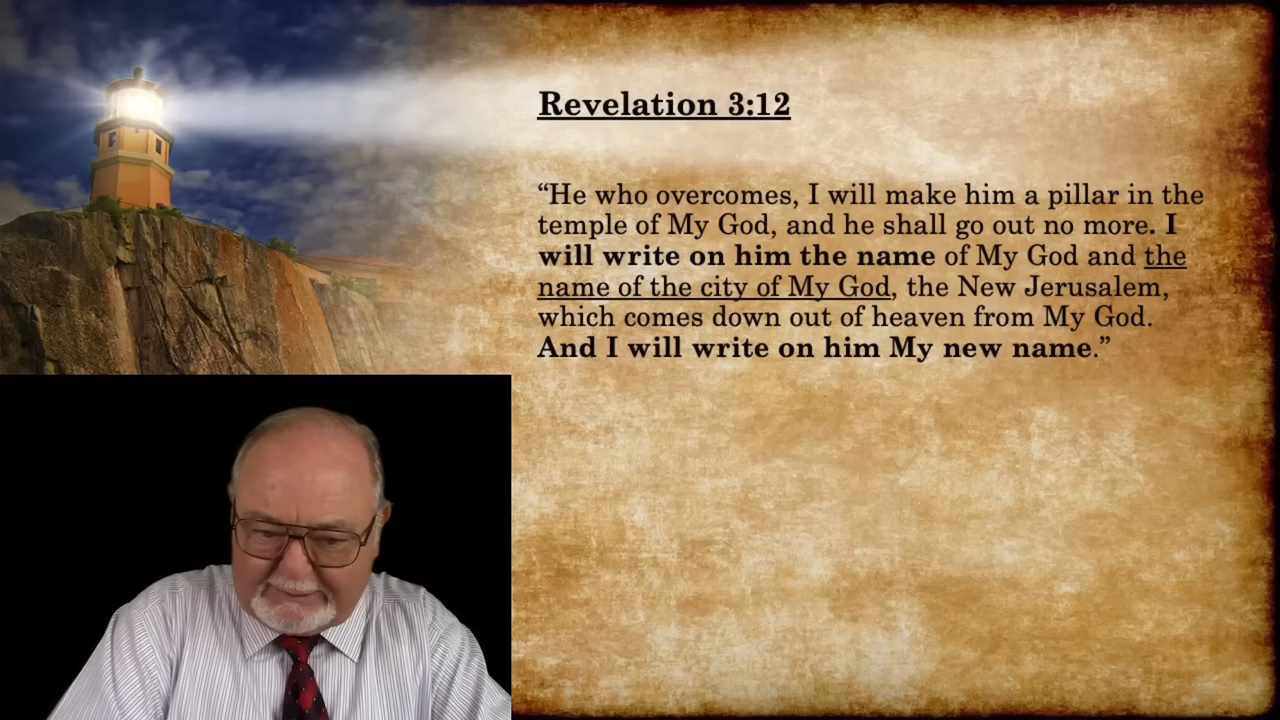 Revelation 3:12
“He who overcomes, I will make him a pillar in the
temple of My God, and he shall go out no more. I
will write on him the name of My God and the
name of the city of My God, the New Jerusalem,
which comes down out of heaven from My God.
And I will write on him My new name.”